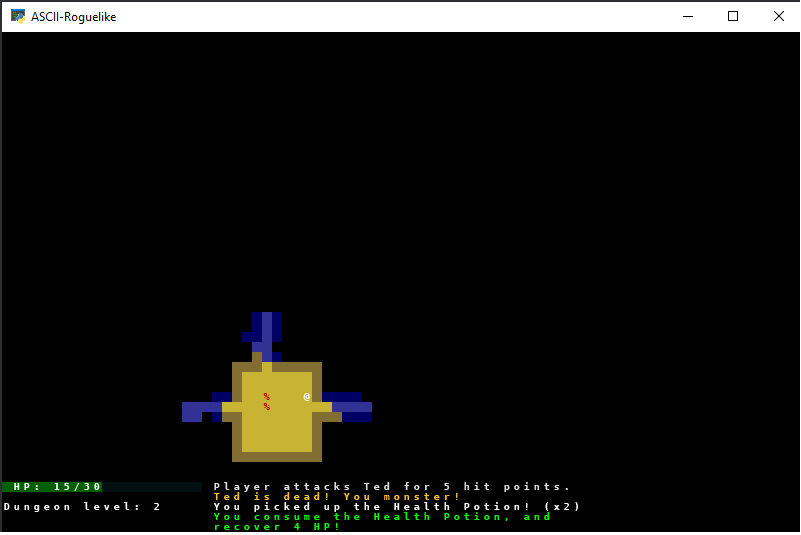 ASCII-Roguelike
%
@
%
HP: 15/30
Dungeon level: 2
Player attacks Ted for 5 hit points.
Ted is dead! You monster!
You picked up the Health Potion! (x2)
You consume the Health Potion, and
recover 4 HP!